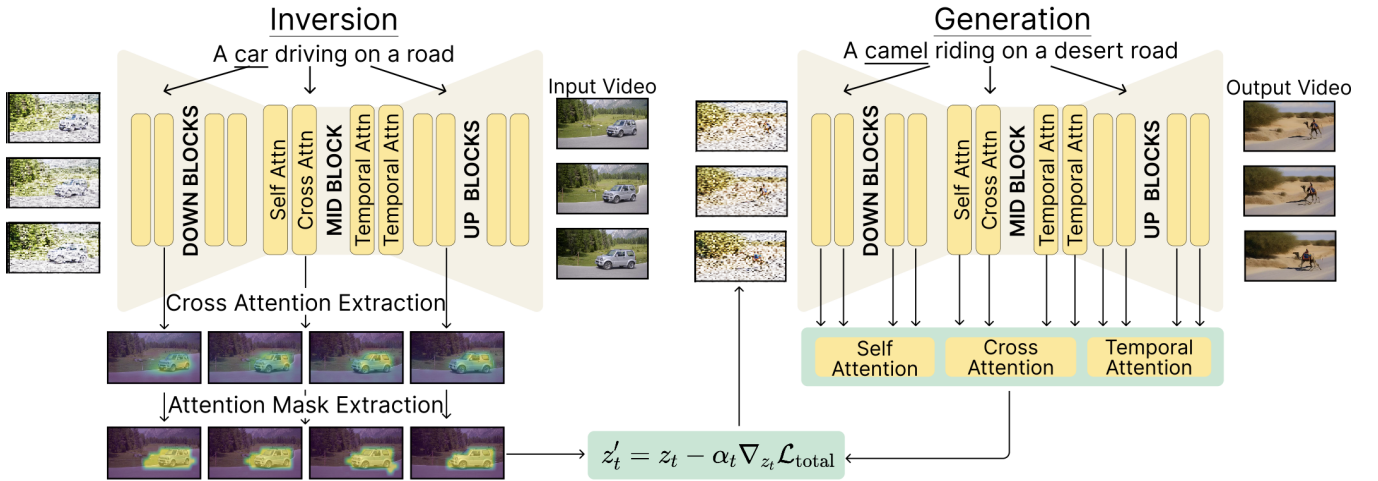 Inversion
A car driving on a road
DOWN BLOCKS
Self Attn
Cross Attn
MID BLOCK
Temporal Attn
Temporal Attn
UP BLOCKS
Input Video
Cross Attention Extraction
Attention Mask Extraction
z′ₜ = zₜ − αₜ∇_{zₜ}ℒ_{total}
Generation
A camel riding on a desert road
DOWN BLOCKS
Self Attn
Cross Attn
MID BLOCK
Temporal Attn
Temporal Attn
UP BLOCKS
Output Video
Self
Attention
Cross
Attention
Temporal
Attention